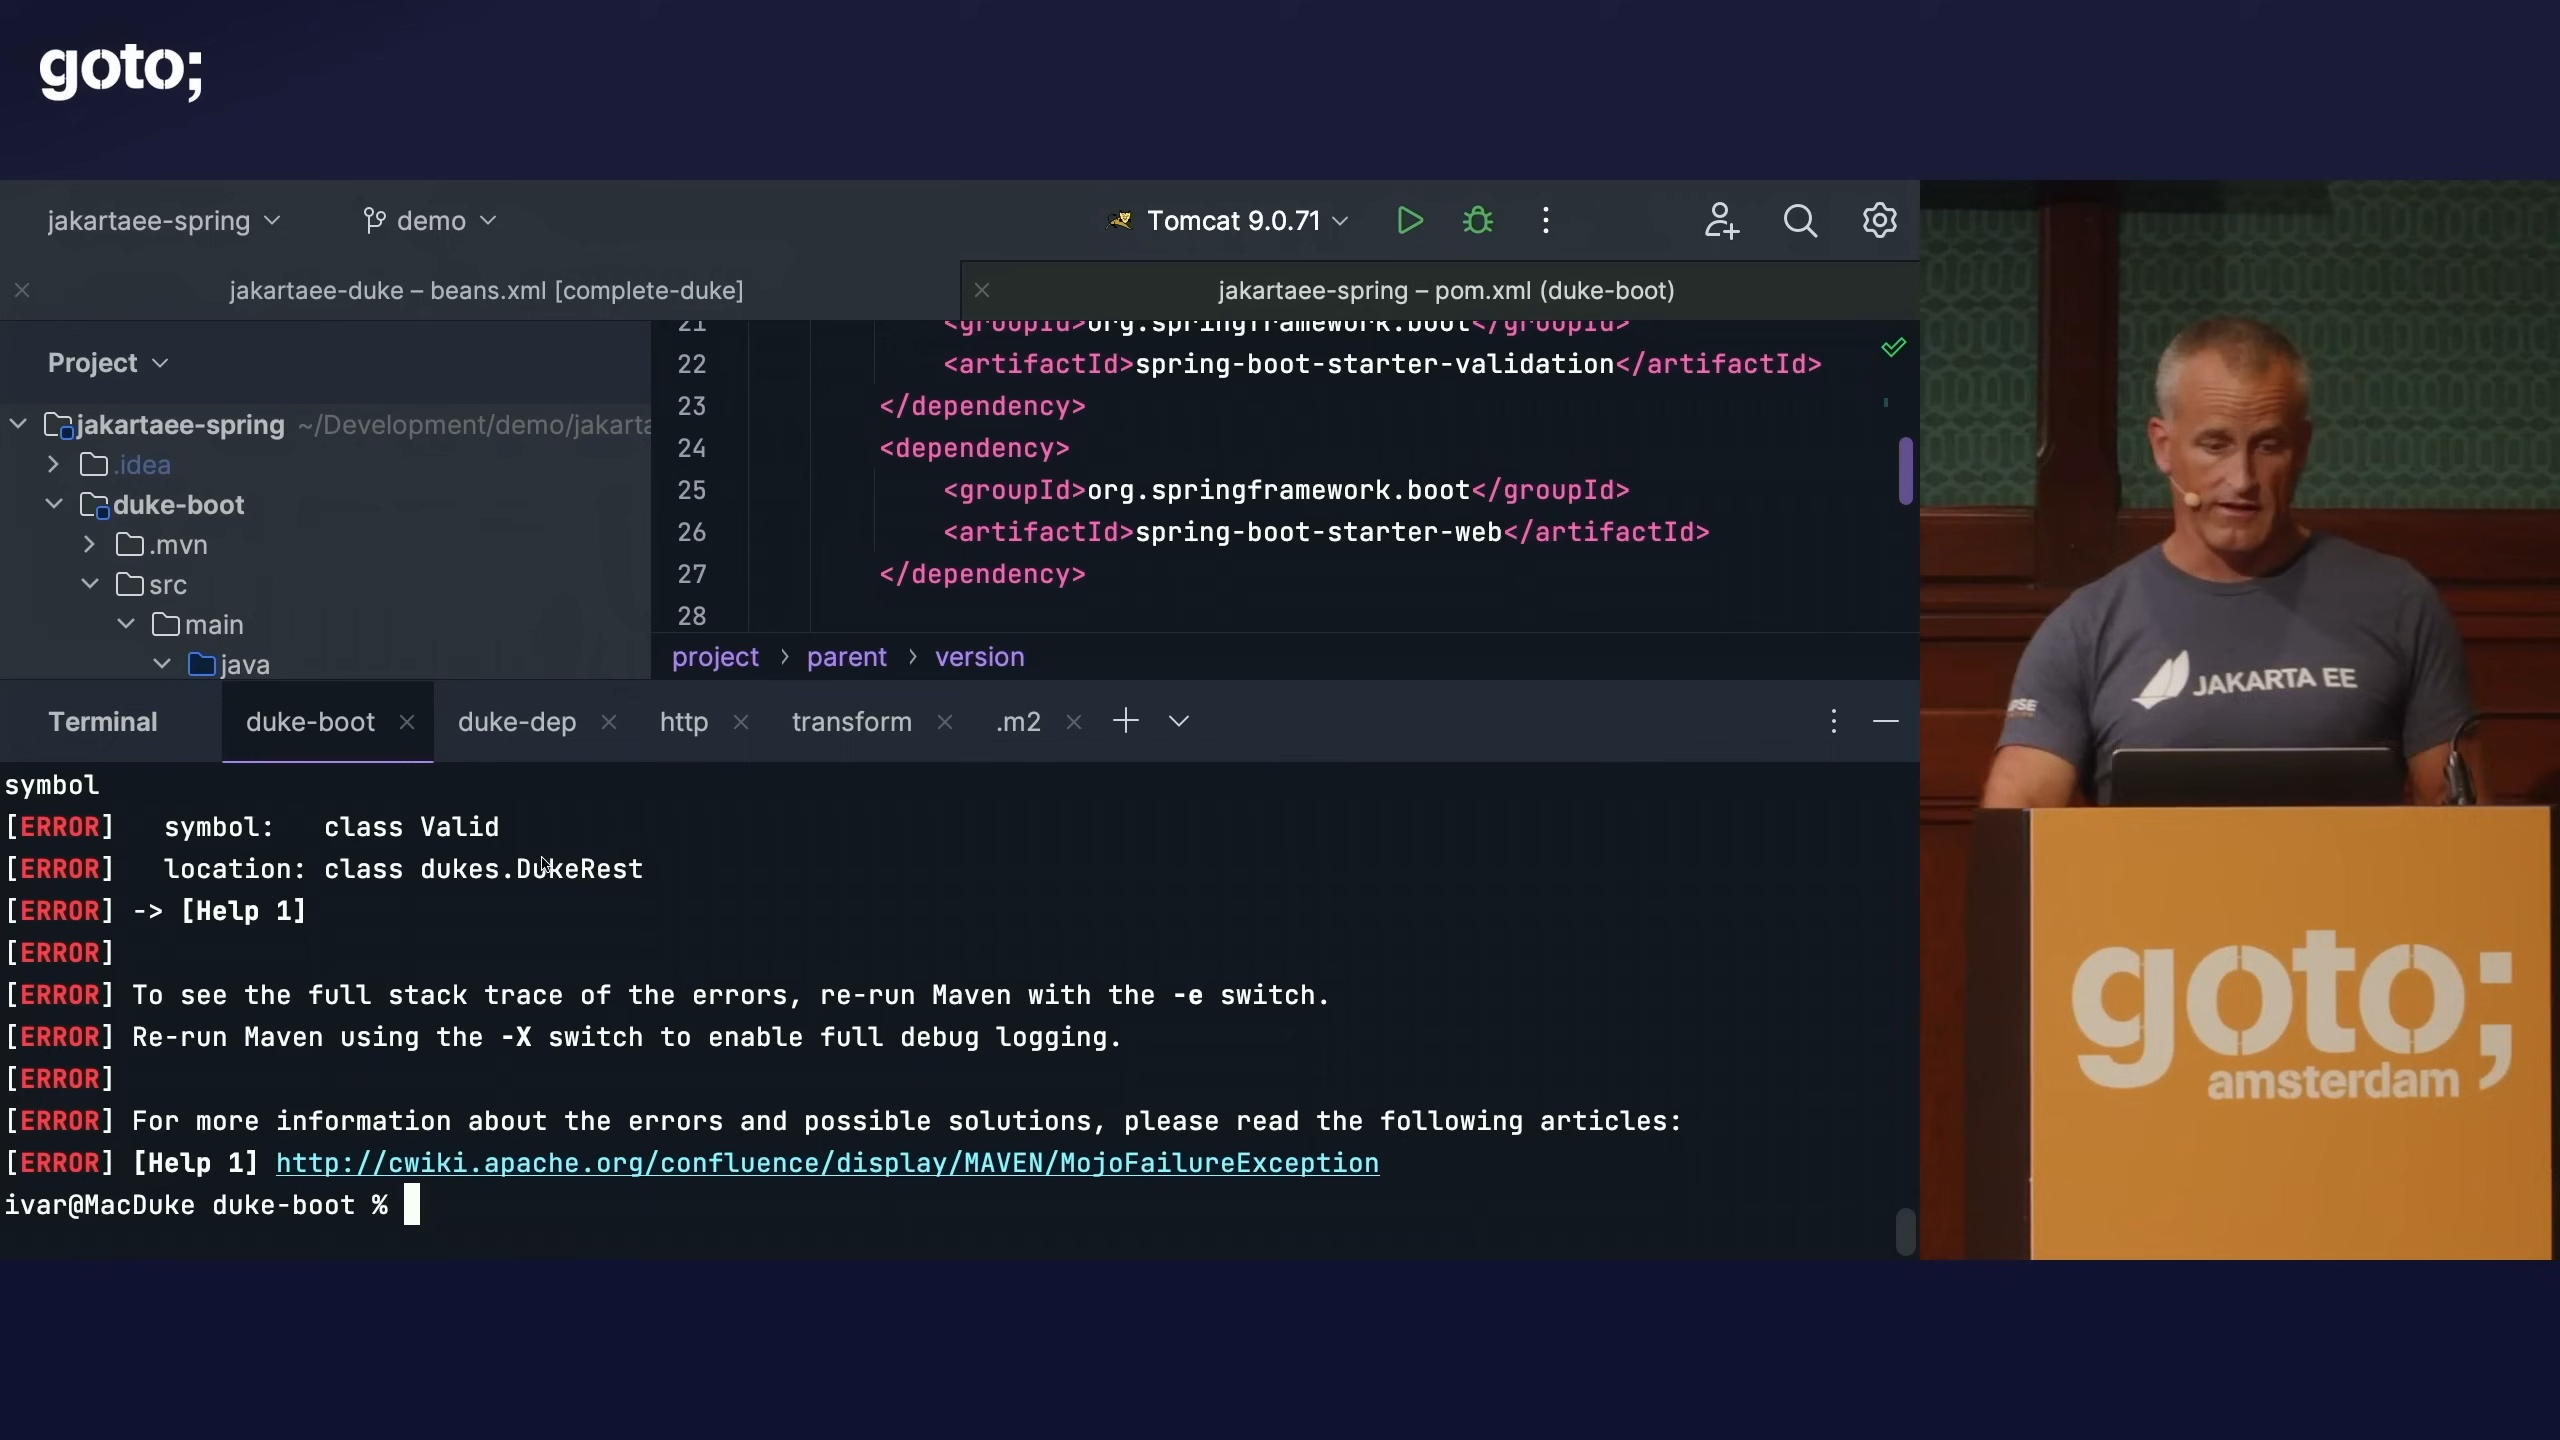 goto;
jakartaee-spring
demo
Tomcat 9.0.71
jakartaee-duke – beans.xml [complete-duke]
jakartaee-spring – pom.xml (duke-boot)
Project
jakartaee-spring ~/Development/demo/jakarta
.idea
duke-boot
.mvn
src
main
java
21 <groupId>org.springframework.boot</groupId>
22 <artifactId>spring-boot-starter-validation</artifactId>
23 </dependency>
24 <dependency>
25 <groupId>org.springframework.boot</groupId>
26 <artifactId>spring-boot-starter-web</artifactId>
27 </dependency>
28
project > parent > version
Terminal duke-boot duke-dep http transform .m2
symbol
[ERROR]   symbol:   class Valid
[ERROR]   location: class dukes.DukeRest
[ERROR] -> [Help 1]
[ERROR]
[ERROR] To see the full stack trace of the errors, re-run Maven with the -e switch.
[ERROR] Re-run Maven using the -X switch to enable full debug logging.
[ERROR]
[ERROR] For more information about the errors and possible solutions, please read the following articles:
[ERROR] [Help 1] http://cwiki.apache.org/confluence/display/MAVEN/MojoFailureException
ivar@MacDuke duke-boot %
JAKARTA EE
goto;
amsterdam